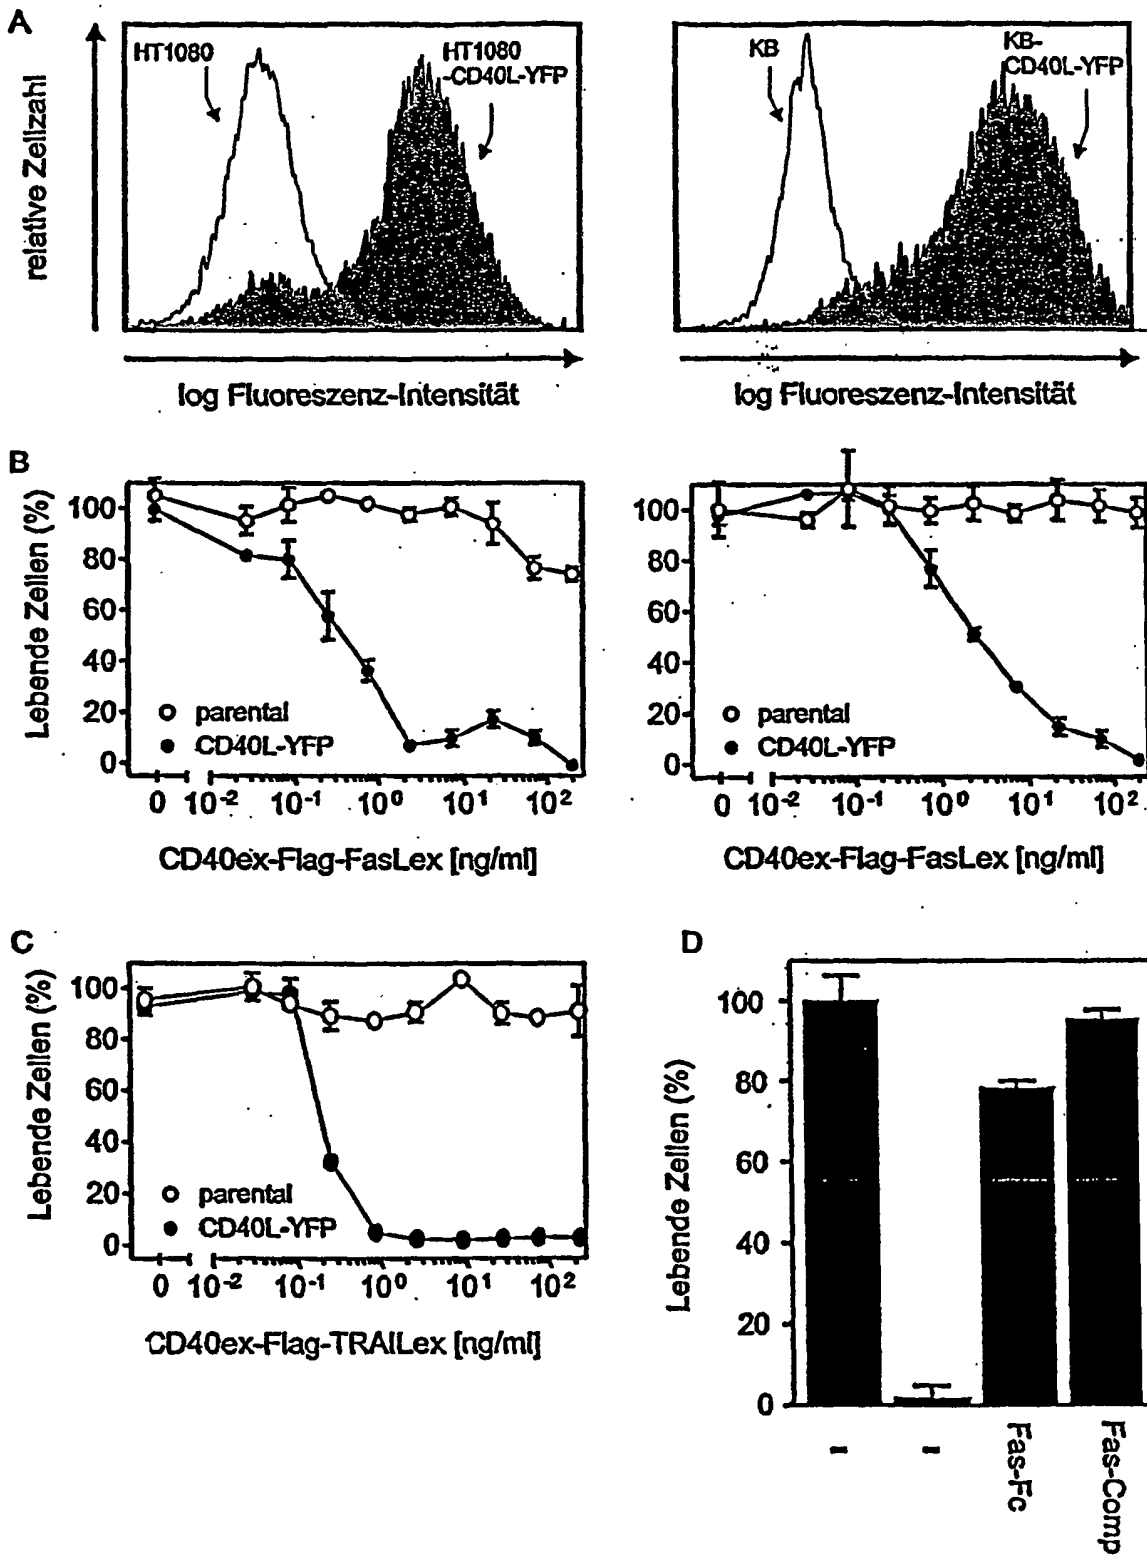 A
relative Zellzahl
HT1080
HT1080
-CD40L-YFP
log Fluoreszenz-Intensität
KB
KB-
CD40L-YFP
log Fluoreszenz-Intensität
B
Lebende Zellen (%)
100
80
60
40
20
0
parental
CD40L-YFP
0 10-2 10-1 100 101 102
CD40ex-Flag-FasLex [ng/ml]
100
80
60
40
20
0
parental
CD40L-YFP
0 10-2 10-1 100 101 102
CD40ex-Flag-FasLex [ng/ml]
C
Lebende Zellen (%)
100
80
60
40
20
0
parental
CD40L-YFP
0 10-2 10-1 100 101 102
CD40ex-Flag-TRAILex [ng/ml]
D
Lebende Zellen (%)
100
80
60
40
20
0
-
-
Fas-Fc
Fas-Comp